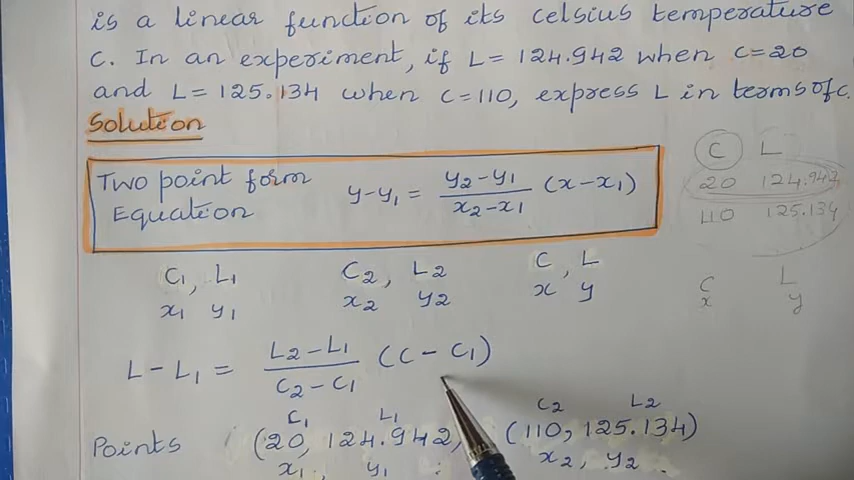 is a linear function of its celsius temperature
C. In an experiment, if L = 124.942 when C=20
and L = 125.134 when C=110, express L in terms of C.
Solution
Two point form Equation
y-y1 = y2-y1 / x2-x1 (x-x1)
C L
20 124.942
110 125.134
C L
x y
C1, L1 C2, L2 C, L
x1 y1 x2 y2 x y
L-L1 = L2-L1 / C2-C1 (C-C1)
C1 L1 C2 L2
Points (20, 124.942), (110, 125.134)
x1, y1 x2, y2